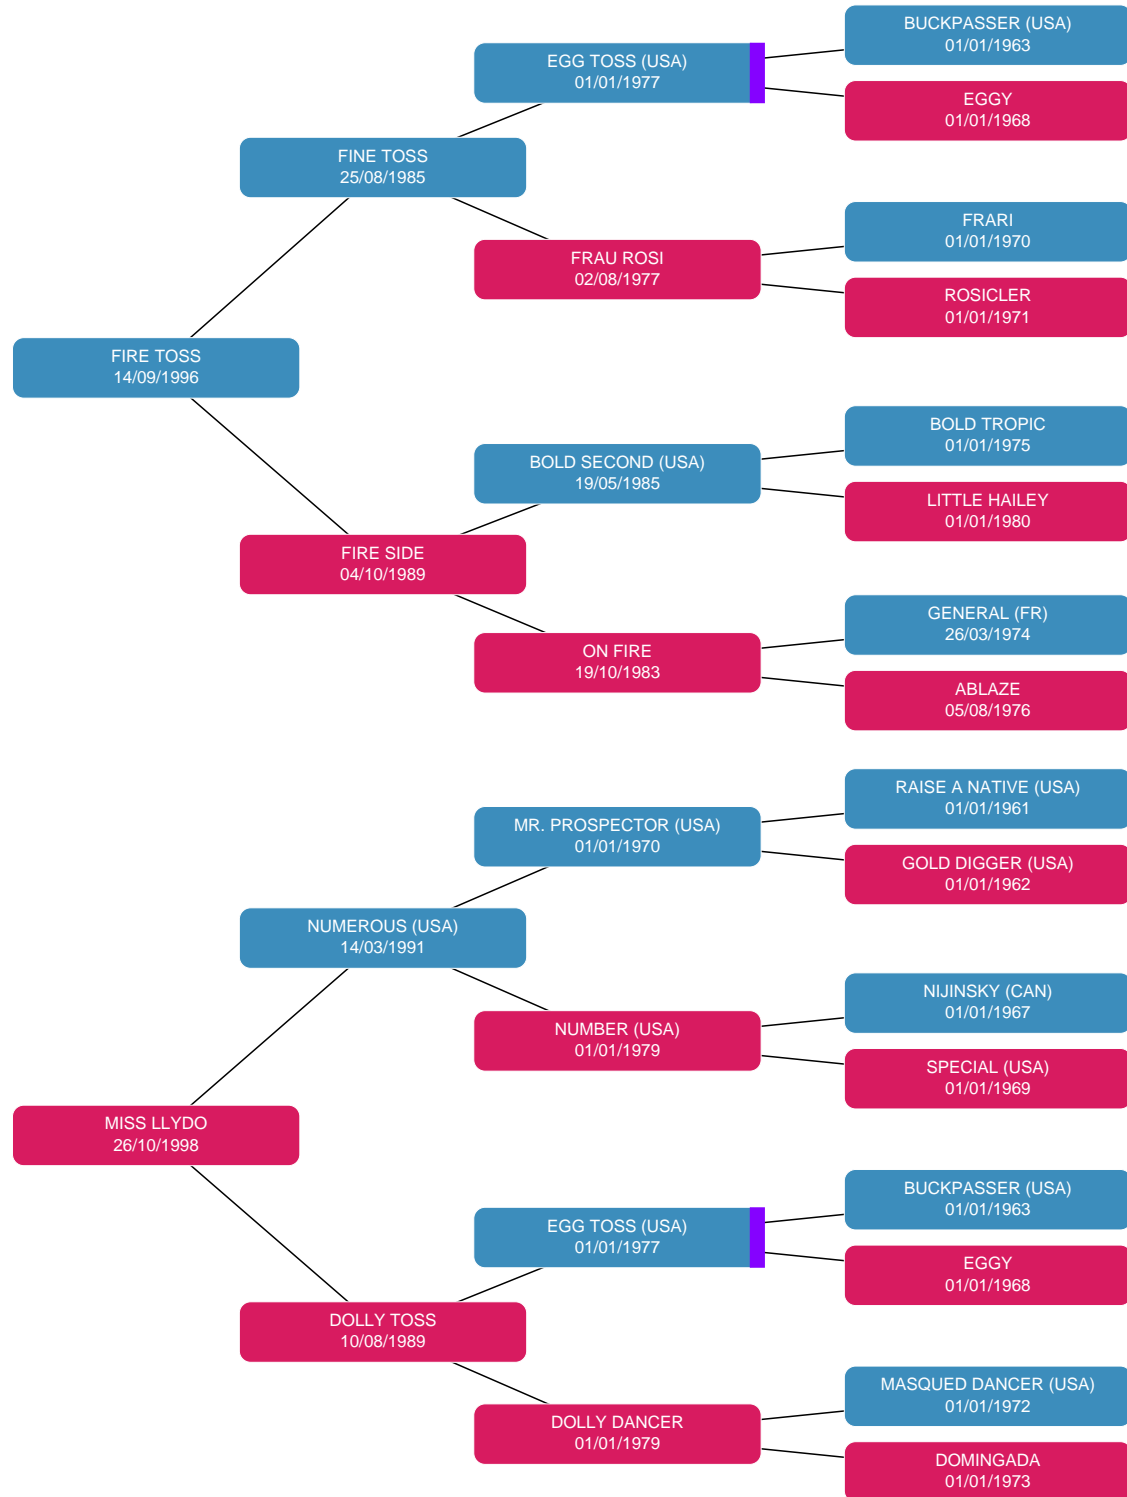 BUCKPASSER (USA)
01/01/1963
EGG TOSS (USA)
01/01/1977
EGGY
01/01/1968
FINE TOSS
25/08/1985
FRARI
01/01/1970
FRAU ROSI
02/08/1977
ROSICLER
01/01/1971
FIRE TOSS
14/09/1996
BOLD TROPIC
01/01/1975
BOLD SECOND (USA)
19/05/1985
LITTLE HAILEY
01/01/1980
FIRE SIDE
04/10/1989
GENERAL (FR)
26/03/1974
ON FIRE
19/10/1983
ABLAZE
05/08/1976
RAISE A NATIVE (USA)
01/01/1961
MR. PROSPECTOR (USA)
01/01/1970
GOLD DIGGER (USA)
01/01/1962
NUMEROUS (USA)
14/03/1991
NIJINSKY (CAN)
01/01/1967
NUMBER (USA)
01/01/1979
SPECIAL (USA)
01/01/1969
MISS LLYDO
26/10/1998
BUCKPASSER (USA)
01/01/1963
EGG TOSS (USA)
01/01/1977
EGGY
01/01/1968
DOLLY TOSS
10/08/1989
MASQUED DANCER (USA)
01/01/1972
DOLLY DANCER
01/01/1979
DOMINGADA
01/01/1973